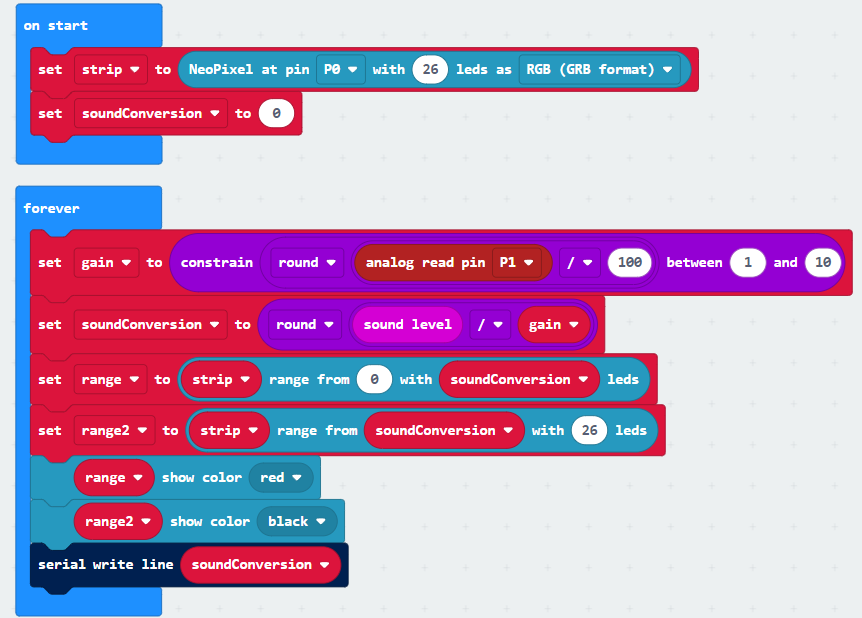 on start
set strip to NeoPixel at pin P0 with 26 leds as RGB (GRB format)
set soundConversion to 0
forever
set gain to constrain round analog read pin P1 / 100 between 1 and 10
set soundConversion to round sound level / gain
set range to strip range from 0 with soundConversion leds
set range2 to strip range from soundConversion with 26 leds
range show color red
range2 show color black
serial write line soundConversion